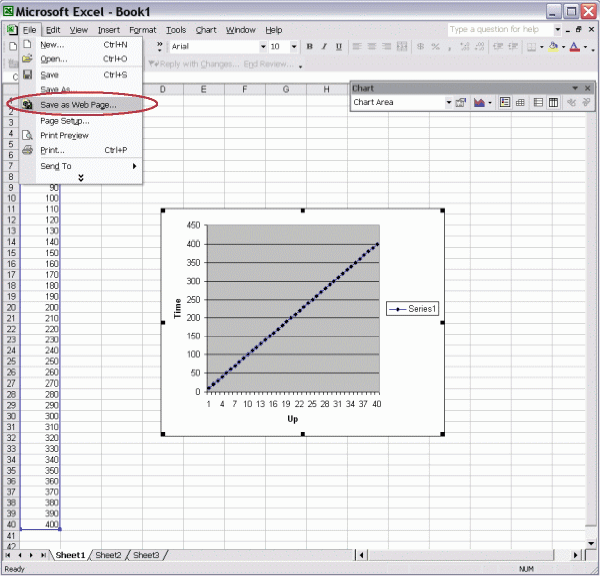 Microsoft Excel - Book1
File Edit View Insert Format Tools Chart Window Help
Type a question for help
New... Ctrl+N
Open... Ctrl+O
Save Ctrl+S
Save As...
Save as Web Page...
Page Setup...
Print Preview
Print... Ctrl+P
Send To
Arial 10 B I U
Reply with Changes... End Review...
Chart
Chart Area
D E F G H
3
4
5
6
7
8
9 90
10 100
11 110
12 120
13 130
14 140
15 150
16 160
17 170
18 180
19 190
20 200
21 210
22 220
23 230
24 240
25 250
26 260
27 270
28 280
29 290
30 300
31 310
32 320
33 330
34 340
35 350
36 360
37 370
38 380
39 390
40 400
41
42
450
400
350
300
250
200
150
100
50
0
Time
1 4 7 10 13 16 19 22 25 28 31 34 37 40
Up
Series1
Sheet1 Sheet2 Sheet3
Ready NUM